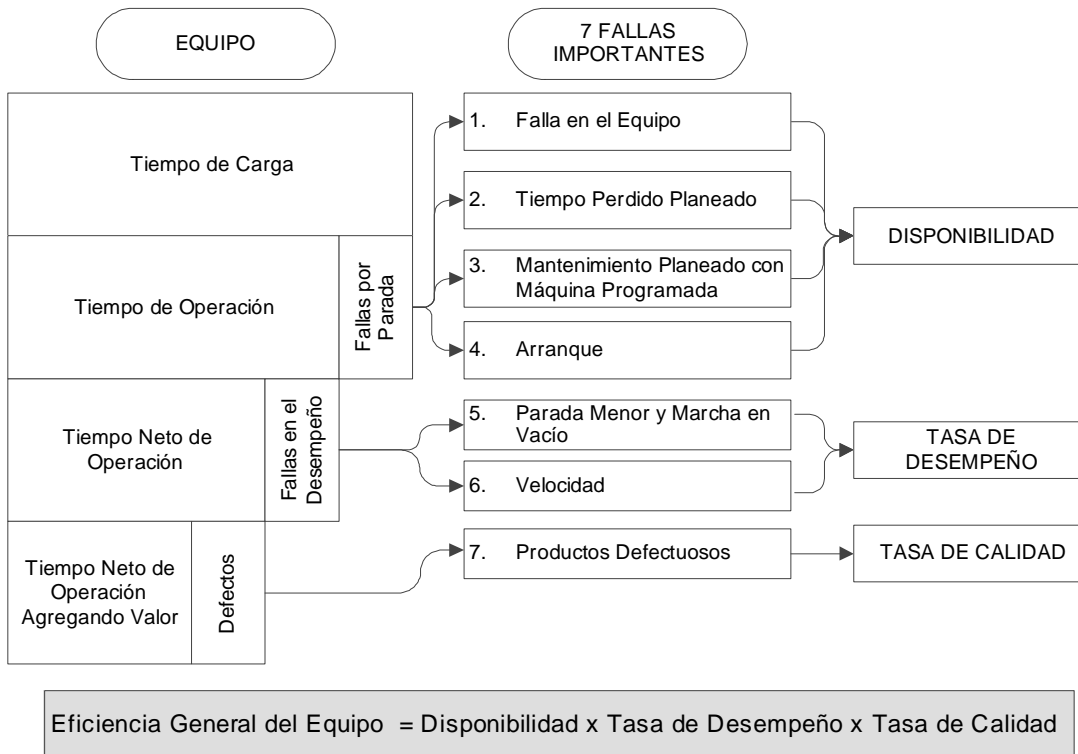 EQUIPO
7 FALLAS
IMPORTANTES
Tiempo de Carga
Tiempo de Operación
Fallas por
Parada
Tiempo Neto de
Operación
Fallas en el
Desempeño
Tiempo Neto de
Operación
Agregando Valor
Defectos
1. Falla en el Equipo
2. Tiempo Perdido Planeado
3. Mantenimiento Planeado con
Máquina Programada
4. Arranque
5. Parada Menor y Marcha en
Vacío
6. Velocidad
7. Productos Defectuosos
DISPONIBILIDAD
TASA DE
DESEMPEÑO
TASA DE CALIDAD
Eficiencia General del Equipo = Disponibilidad x Tasa de Desempeño x Tasa de Calidad